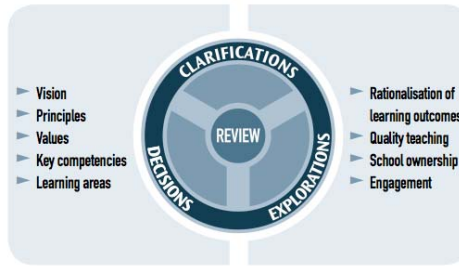 Vision
Principles
Values
Key competencies
Learning areas
CLARIFICATIONS
REVIEW
DECISIONS
EXPLORATIONS
Rationalisation of
learning outcomes
Quality teaching
School ownership
Engagement